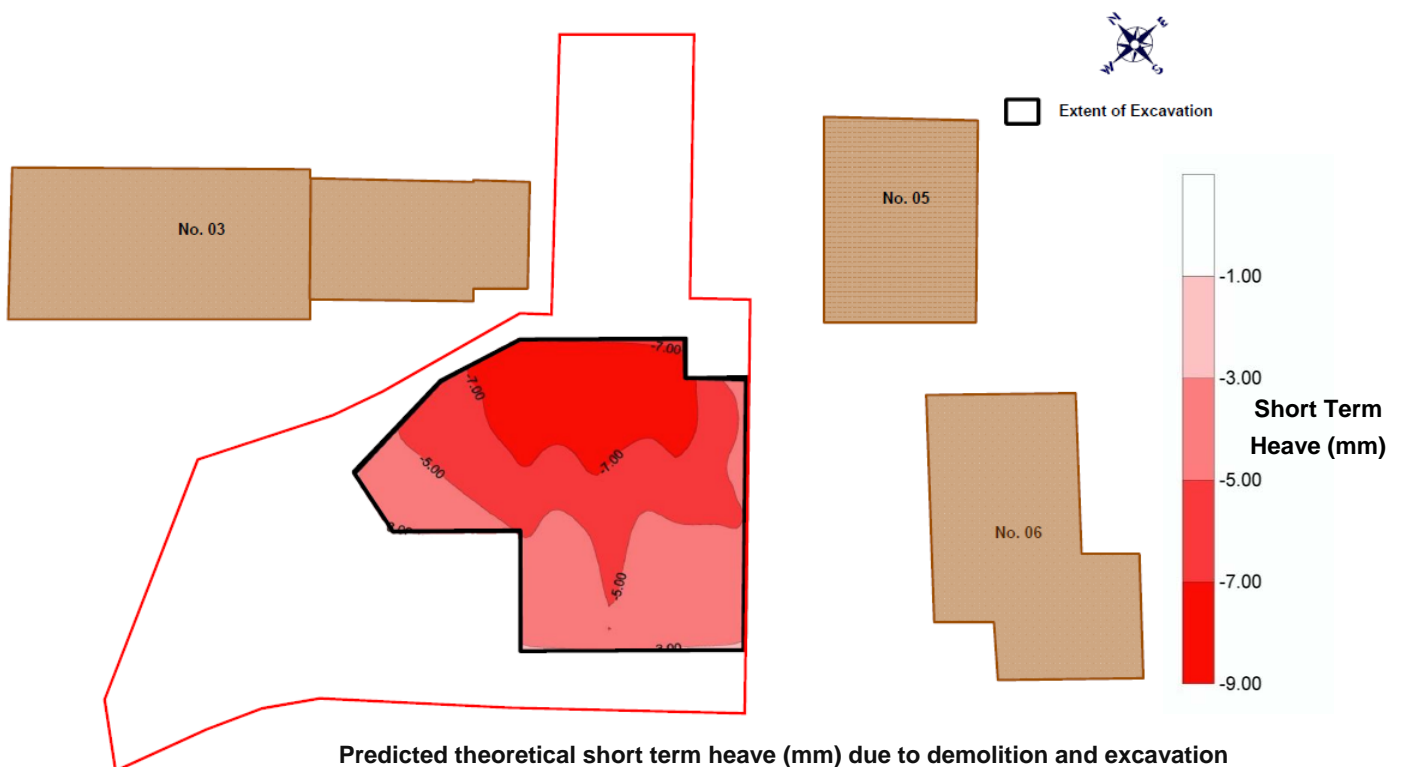 N
E
W
S
Extent of Excavation
No. 03
No. 05
No. 06
-7.00
-7.00
-7.00
-5.00
-5.00
-1.00
-3.00
-5.00
-7.00
-9.00
Short Term
Heave (mm)
Predicted theoretical short term heave (mm) due to demolition and excavation